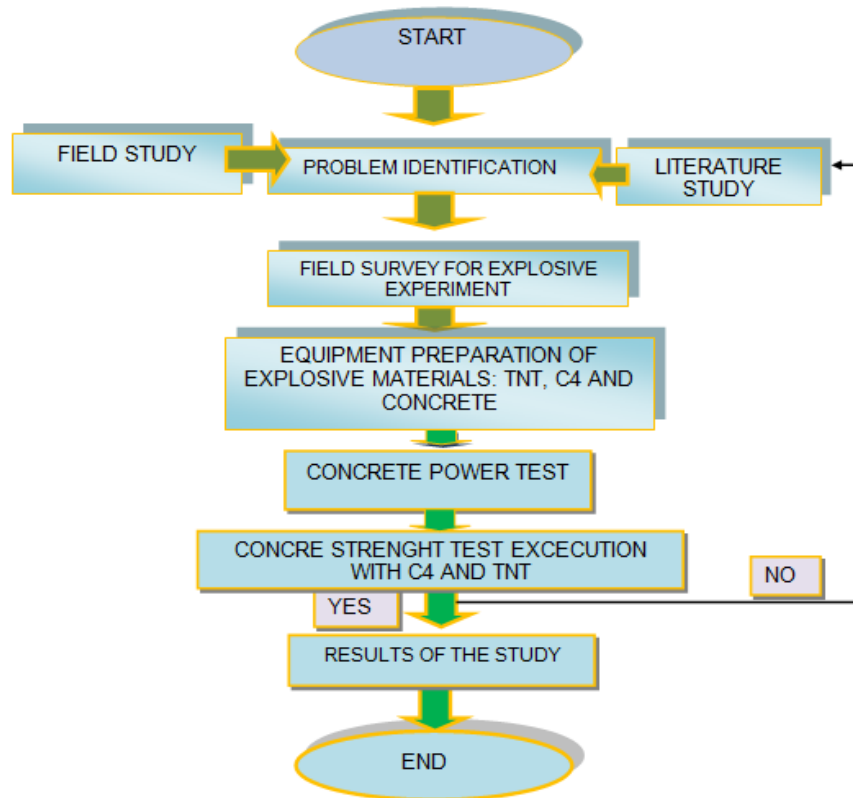 START
FIELD STUDY
PROBLEM IDENTIFICATION
LITERATURE
STUDY
FIELD SURVEY FOR EXPLOSIVE
EXPERIMENT
EQUIPMENT PREPARATION OF
EXPLOSIVE MATERIALS: TNT, C4 AND
CONCRETE
CONCRETE POWER TEST
CONCRE STRENGHT TEST EXCECUTION
WITH C4 AND TNT
NO
YES
RESULTS OF THE STUDY
END